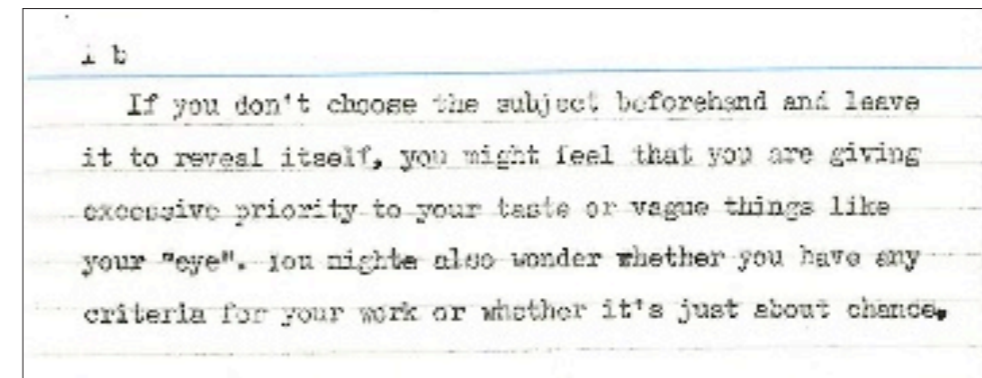 1 b
If you don't choose the subject beforehand and leave
it to reveal itself, you might feel that you are giving
excessive priority to your taste or vague things like
your "eye". You mighte also wonder whether you have any
criteria for your work or whether it's just about chance.